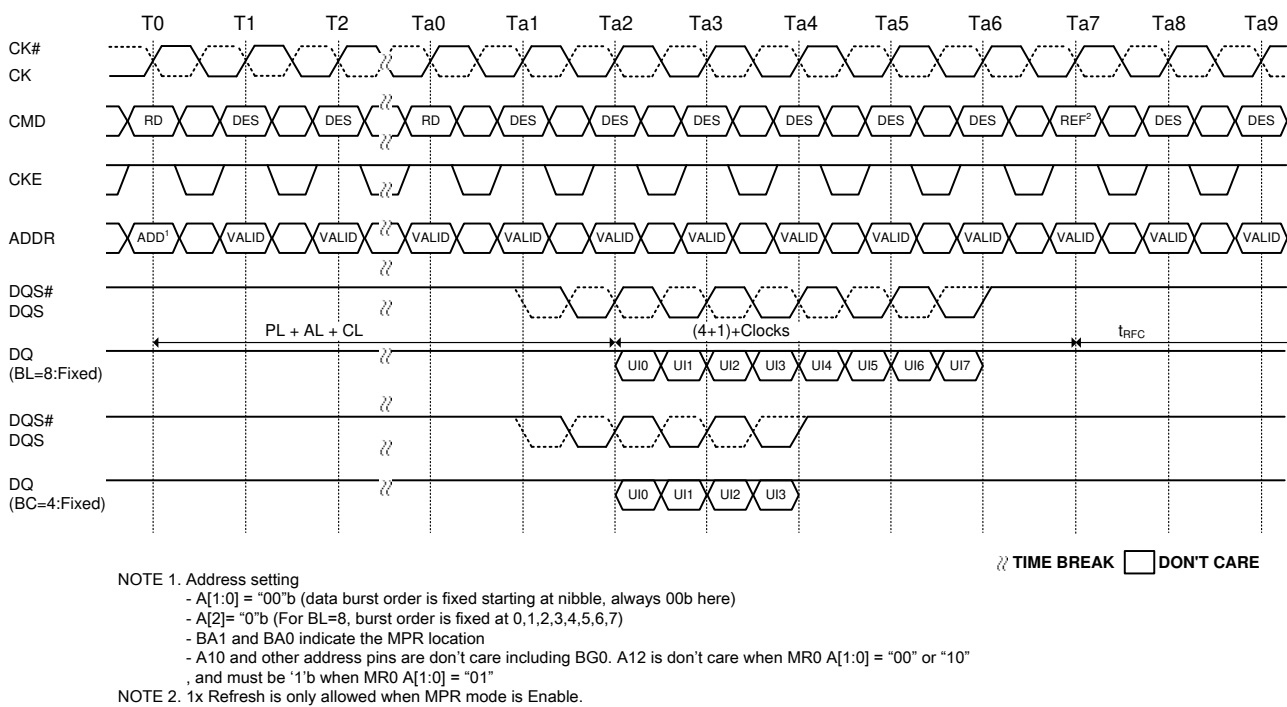 T0 T1 T2 Ta0 Ta1 Ta2 Ta3 Ta4 Ta5 Ta6 Ta7 Ta8 Ta9
CK#
CK
CMD RD DES DES RD DES DES DES DES DES DES REF² DES DES
CKE
ADDR ADD¹ VALID VALID VALID VALID VALID VALID VALID VALID VALID VALID VALID VALID
DQS#
DQS
PL + AL + CL (4+1)+Clocks tRFC
DQ
(BL=8:Fixed) UI0 UI1 UI2 UI3 UI4 UI5 UI6 UI7
DQS#
DQS
DQ
(BC=4:Fixed) UI0 UI1 UI2 UI3
TIME BREAK DON'T CARE
NOTE 1. Address setting
- A[1:0] = “00”b (data burst order is fixed starting at nibble, always 00b here)
- A[2]= “0”b (For BL=8, burst order is fixed at 0,1,2,3,4,5,6,7)
- BA1 and BA0 indicate the MPR location
- A10 and other address pins are don’t care including BG0. A12 is don’t care when MR0 A[1:0] = “00” or “10”
, and must be ‘1’b when MR0 A[1:0] = “01”
NOTE 2. 1x Refresh is only allowed when MPR mode is Enable.